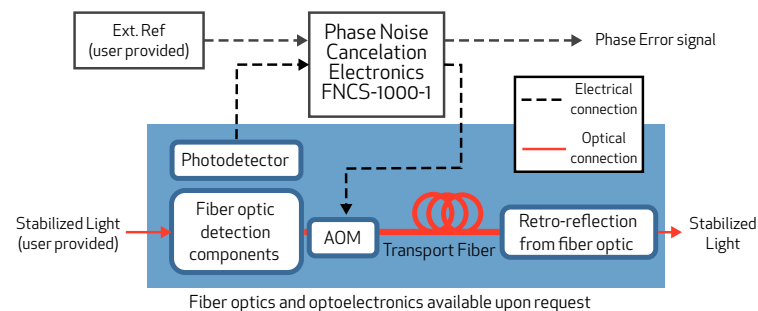 Ext. Ref
(user provided)
Phase Noise
Cancelation
Electronics
FNCS-1000-1
Phase Error signal
Electrical
connection
Optical
connection
Photodetector
Stabilized Light
(user provided)
Fiber optic
detection
components
AOM
Transport Fiber
Retro-reflection
from fiber optic
Stabilized
Light
Fiber optics and optoelectronics available upon request